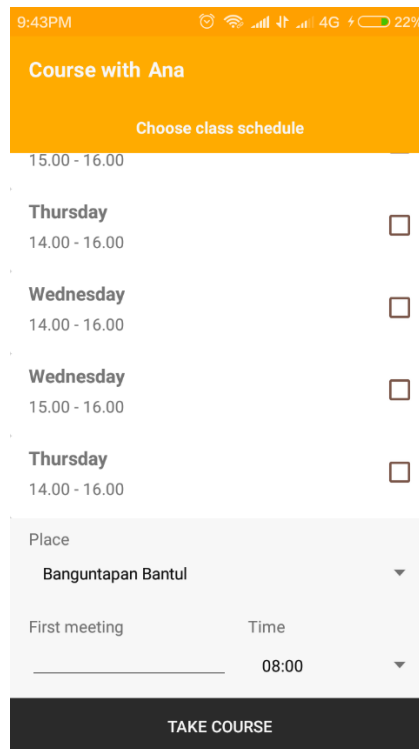 9:43PM 4G 22%
Course with Ana
Choose class schedule
15.00 - 16.00
Thursday
14.00 - 16.00
Wednesday
14.00 - 16.00
Wednesday
15.00 - 16.00
Thursday
14.00 - 16.00
Place
Banguntapan Bantul
First meeting Time
08:00
TAKE COURSE